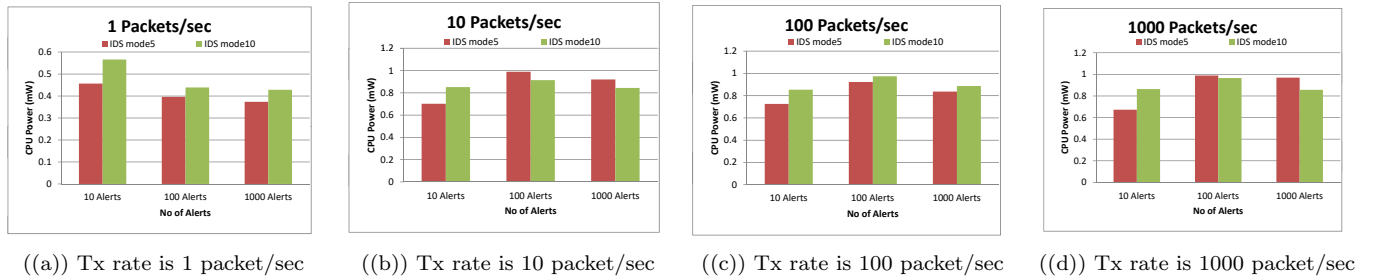 1 Packets/sec
IDS mode5 IDS mode10
0.6
0.5
0.4
0.3
0.2
0.1
0
CPU Power (mW)
10 Alerts 100 Alerts 1000 Alerts
No of Alerts
((a)) Tx rate is 1 packet/sec
10 Packets/sec
IDS mode5 IDS mode10
1.2
1
0.8
0.6
0.4
0.2
0
CPU Power (mW)
10 Alerts 100 Alerts 1000 Alerts
No of Alerts
((b)) Tx rate is 10 packet/sec
100 Packets/sec
IDS mode5 IDS mode10
1.2
1
0.8
0.6
0.4
0.2
0
CPU Power (mW)
10 Alerts 100 Alerts 1000 Alerts
No of Alerts
((c)) Tx rate is 100 packet/sec
1000 Packets/sec
IDS mode5 IDS mode10
1.2
1
0.8
0.6
0.4
0.2
0
CPU Power (mW)
10 Alerts 100 Alerts 1000 Alerts
No of Alerts
((d)) Tx rate is 1000 packet/sec